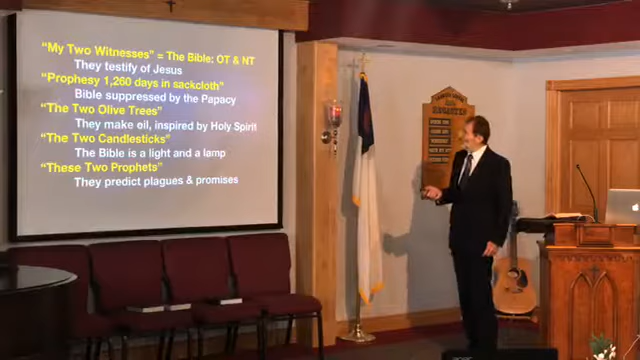 “My Two Witnesses” = The Bible: OT & NT
They testify of Jesus
“Prophesy 1,260 days in sackcloth”
Bible suppressed by the Papacy
“The Two Olive Trees”
They make oil, inspired by Holy Spirit
“The Two Candlesticks”
The Bible is a light and a lamp
“These Two Prophets”
They predict plagues & promises
REGISTER